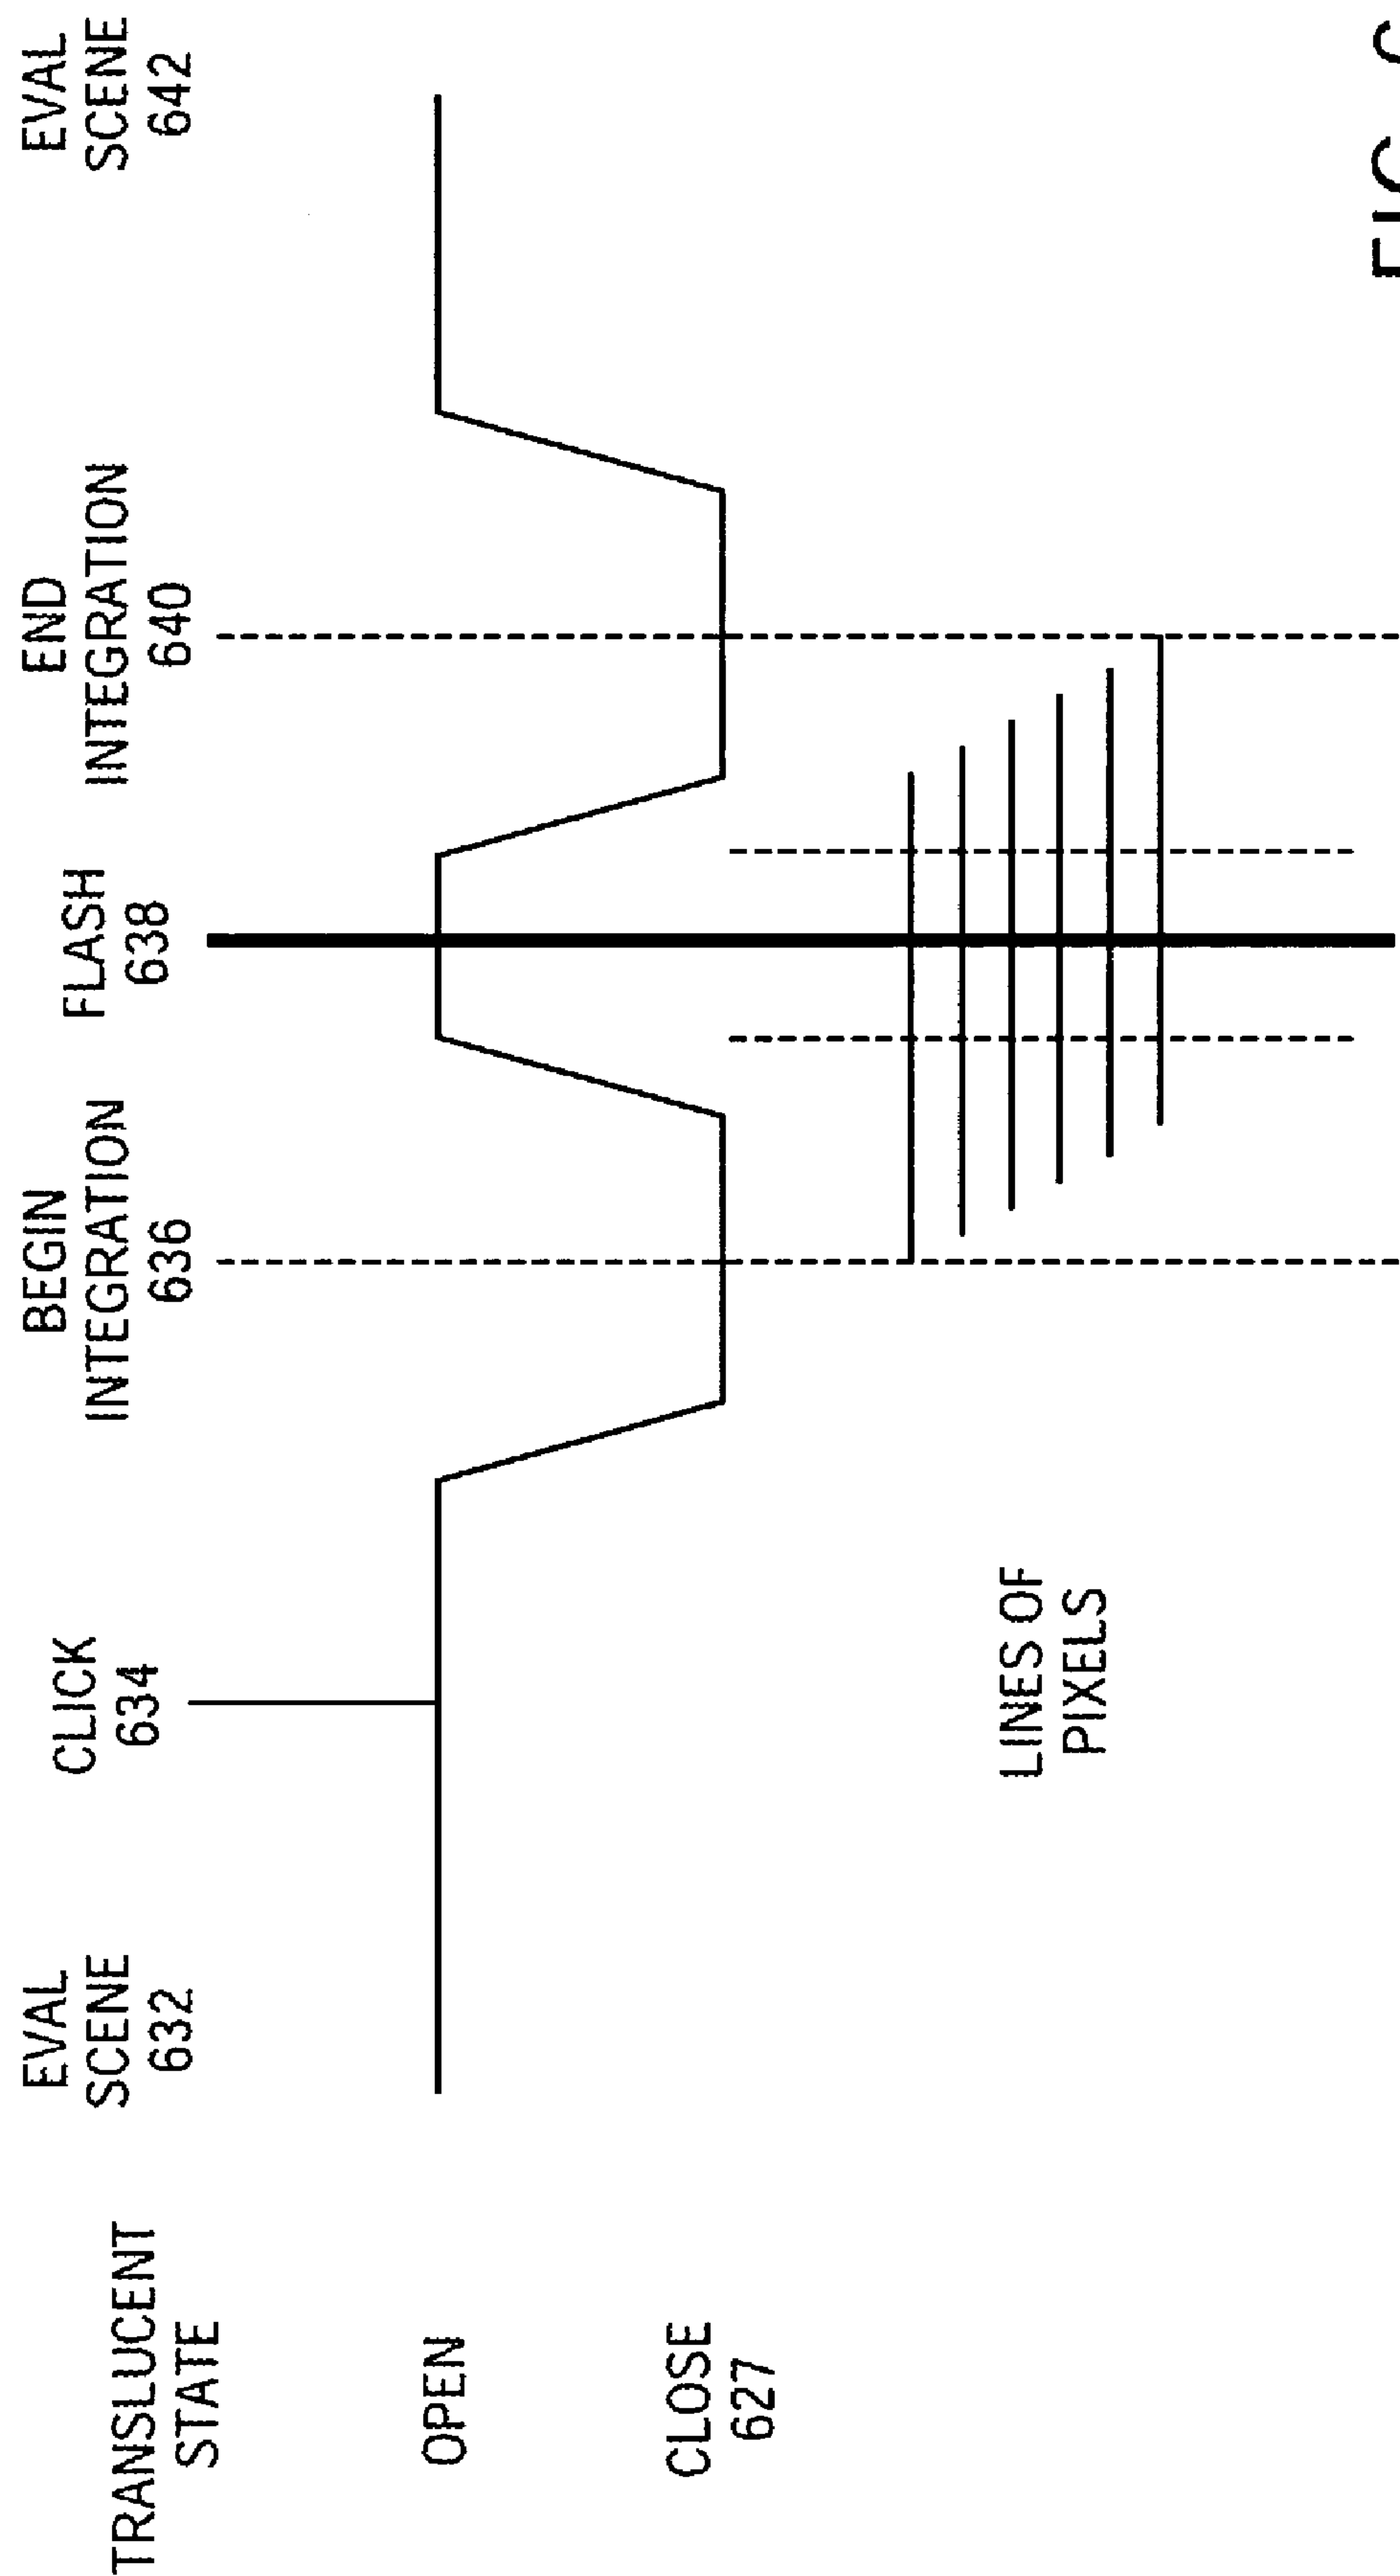 TRANSLUCENT
STATE
EVAL
SCENE
632
CLICK
634
BEGIN
INTEGRATION
636
FLASH
638
END
INTEGRATION
640
EVAL
SCENE
642
OPEN
CLOSE
627
LINES OF
PIXELS